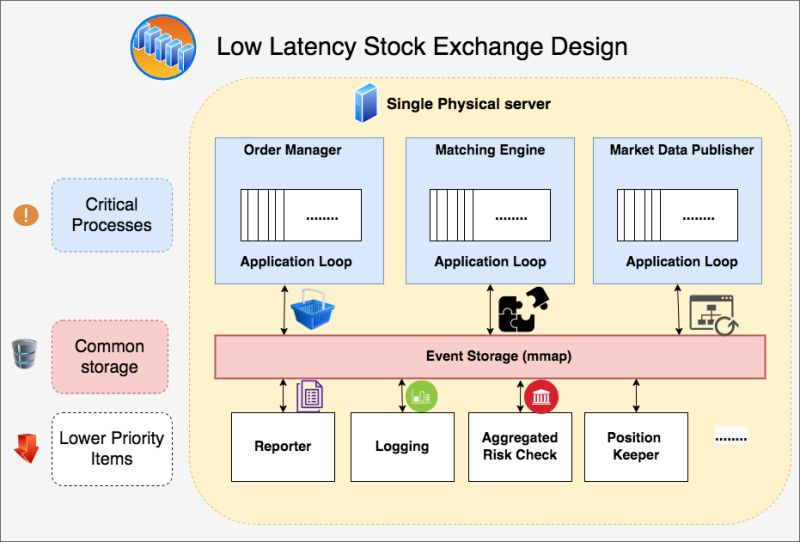 Low Latency Stock Exchange Design
Single Physical server
Order Manager
Matching Engine
Market Data Publisher
........
........
........
Application Loop
Application Loop
Application Loop
Critical
Processes
Common
storage
Event Storage (mmap)
Lower Priority
Items
Reporter
Logging
Aggregated
Risk Check
Position
Keeper
........